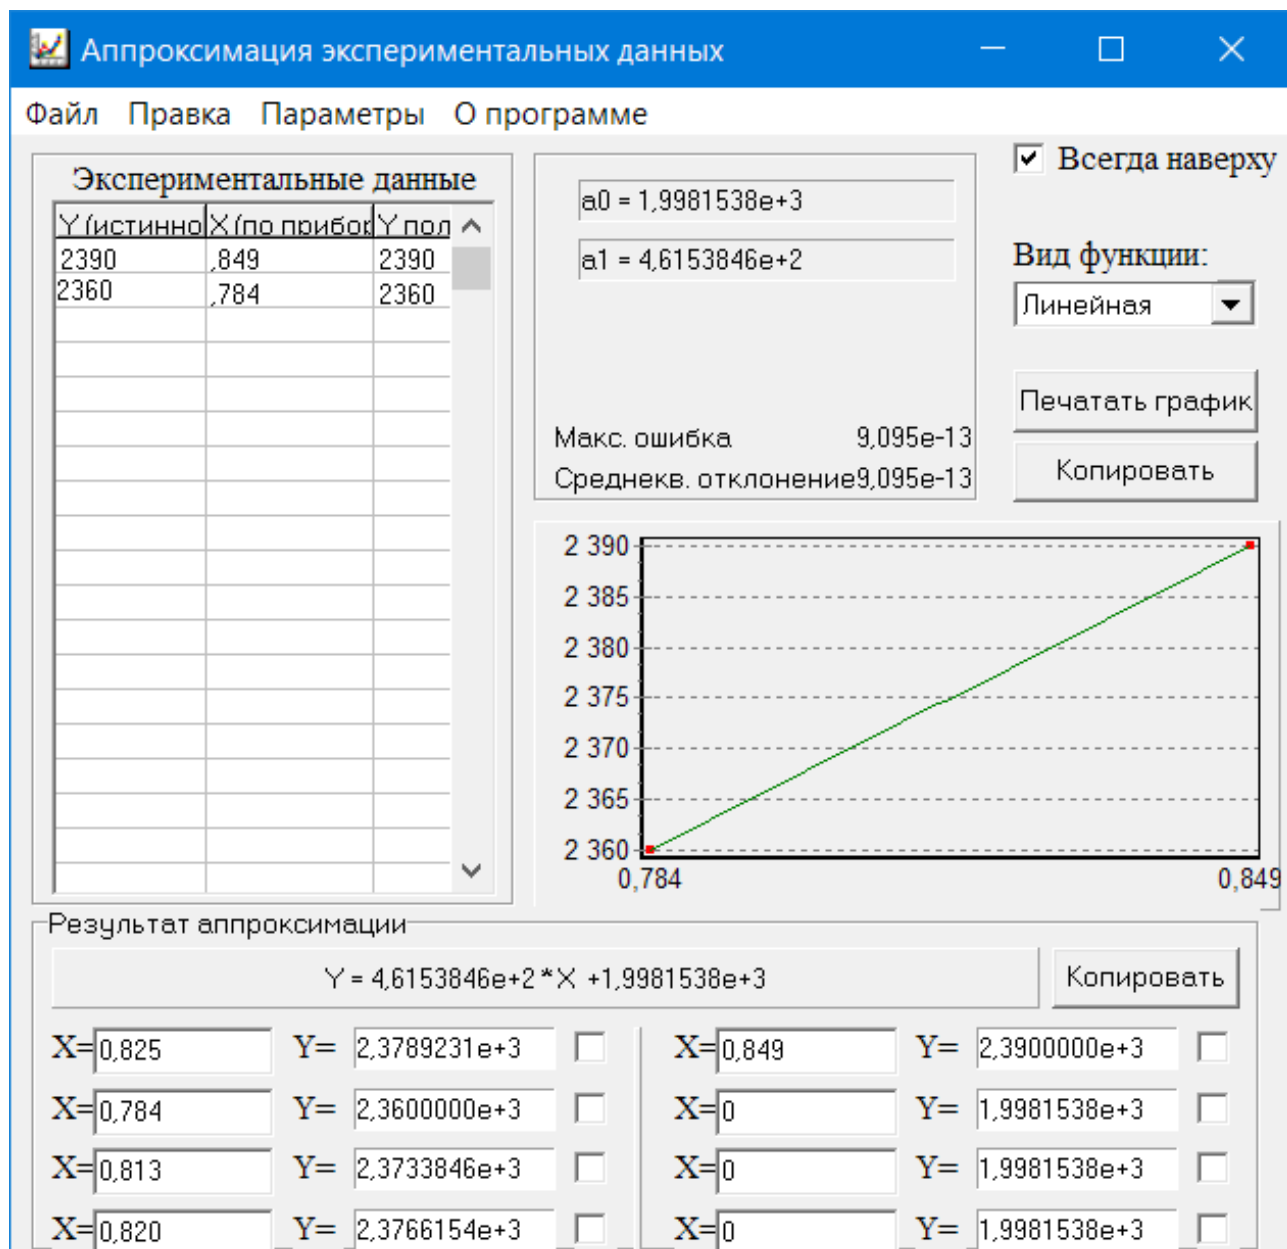 Аппроксимация экспериментальных данных
Файл Правка Параметры О программе
Экспериментальные данные
Y (истинно X (по прибор Y пол
2390 ,849 2390
2360 ,784 2360
a0 = 1,9981538e+3
a1 = 4,6153846e+2
Макс. ошибка 9,095e-13
Среднекв. отклонение 9,095e-13
Всегда наверху
Вид функции:
Линейная
Печатать график
Копировать
2 390
2 385
2 380
2 375
2 370
2 365
2 360
0,784 0,849
Результат аппроксимации
Y = 4,6153846e+2*X +1,9981538e+3
Копировать
X= 0,825 Y= 2,3789231e+3 X= 0,849 Y= 2,3900000e+3
X= 0,784 Y= 2,3600000e+3 X= 0 Y= 1,9981538e+3
X= 0,813 Y= 2,3733846e+3 X= 0 Y= 1,9981538e+3
X= 0,820 Y= 2,3766154e+3 X= 0 Y= 1,9981538e+3